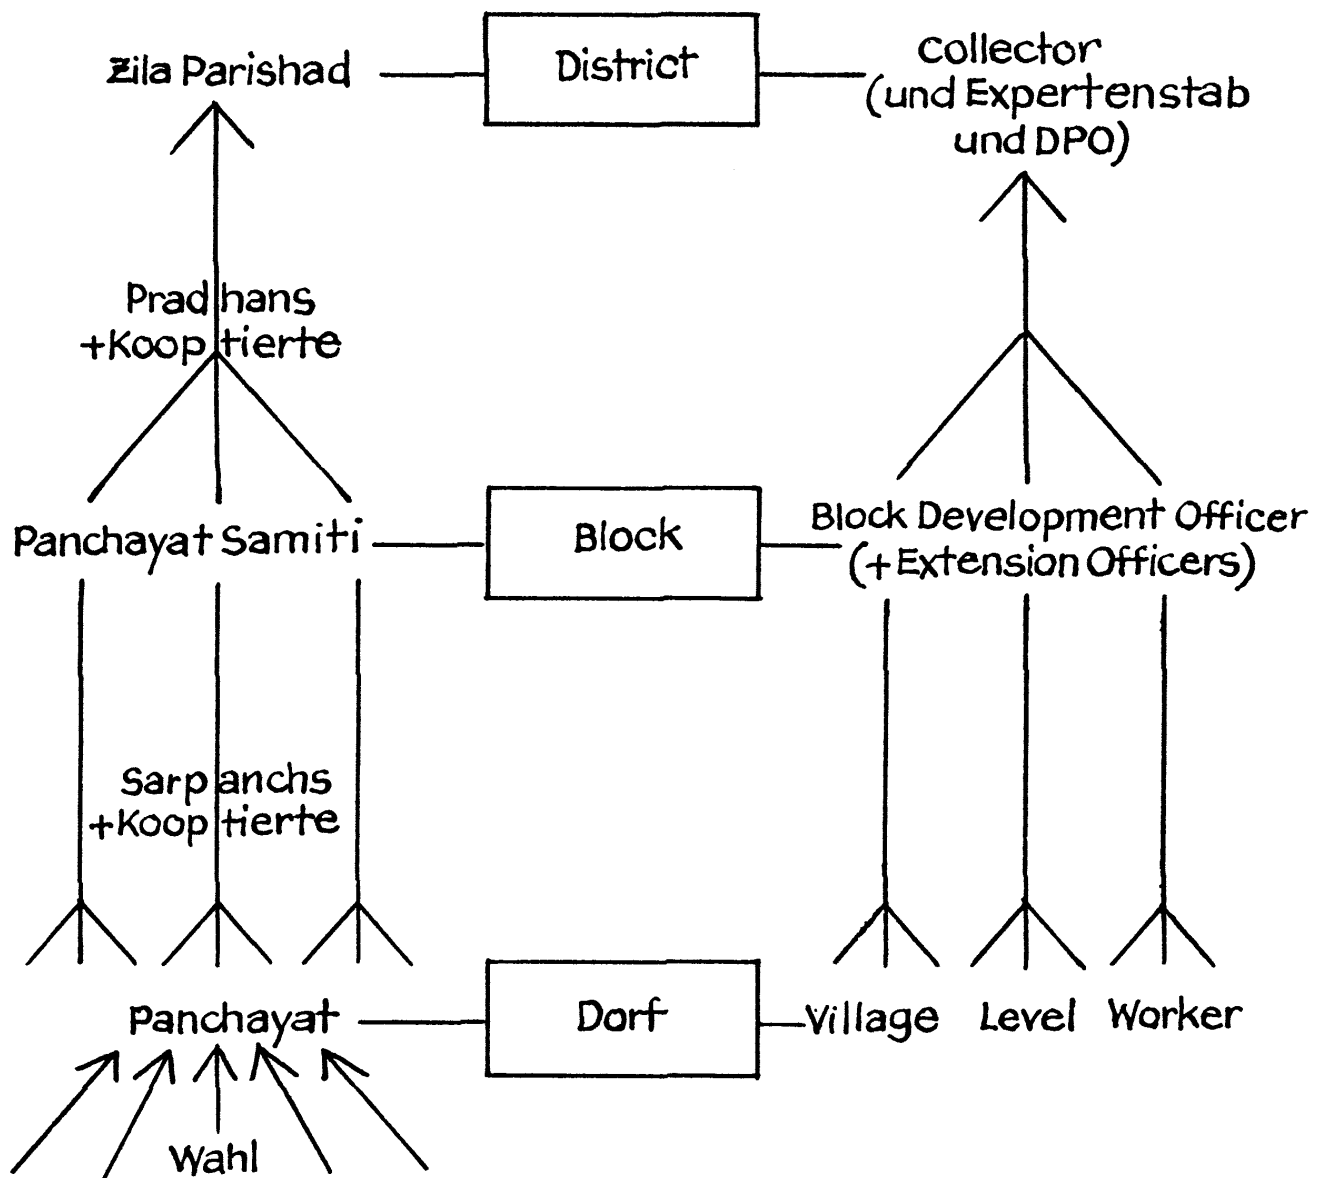 Zila Parishad
District
Collector
(und Expertenstab
und DPO)
Pradhans
+Kooptierte
Panchayat Samiti
Block
Block Development Officer
(+Extension Officers)
Sarpanchs
+Kooptierte
Panchayat
Dorf
Village Level Worker
Wahl